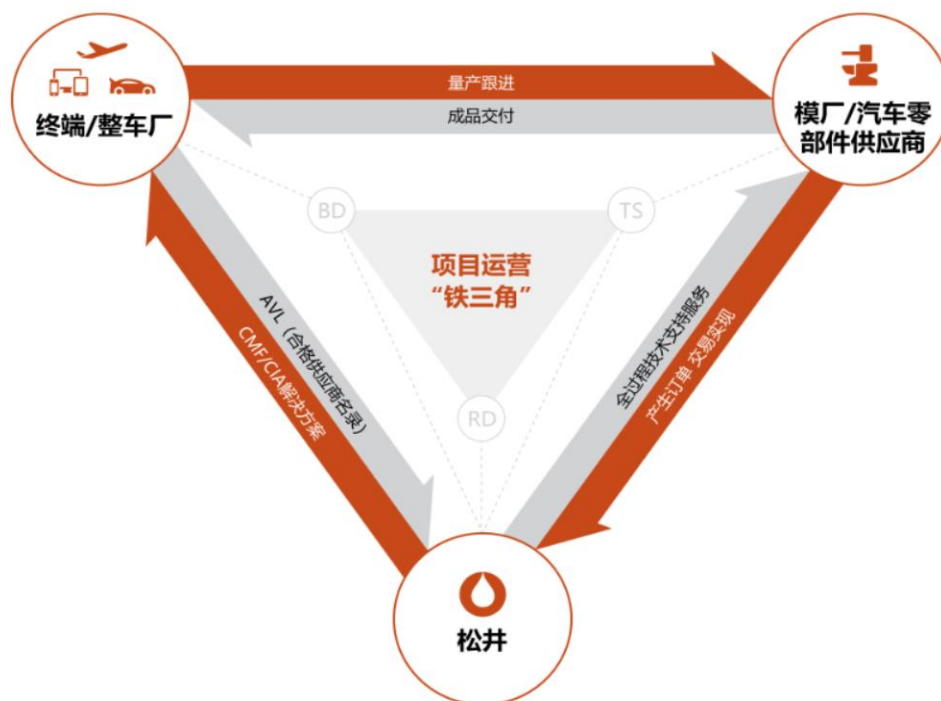 量产跟进
成品交付
终端/整车厂
模厂/汽车零
部件供应商
BD
TS
项目运营
“铁三角”
RD
AVL（合格供应商名录）
CMF/CIA解决方案
全过程技术支持服务
产生订单 交易实现
松井